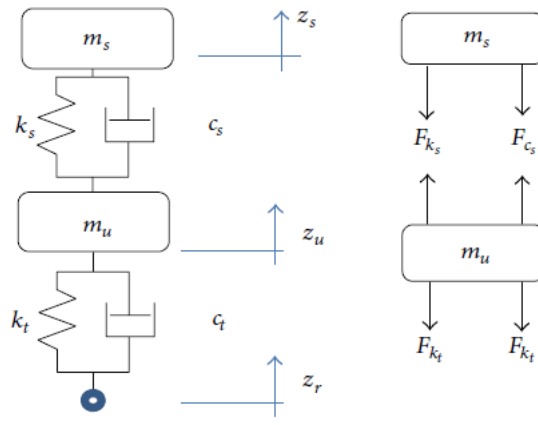 m_s
z_s
k_s
c_s
m_u
z_u
k_t
c_t
z_r
m_s
F_{k_s} F_{c_s}
m_u
F_{k_t} F_{k_t}